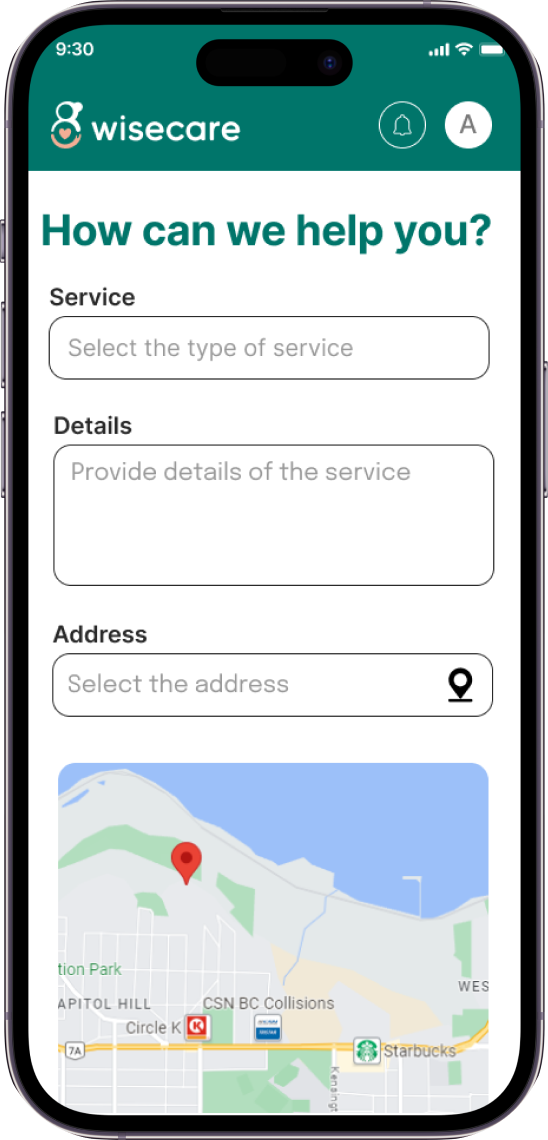 9:30
wisecare
A
How can we help you?
Service
Select the type of service
Details
Provide details of the service
Address
Select the address
tion Park
APITOL HILL
CSN BC Collisions
WES
Circle K
K
7A
Starbucks
Kensingt